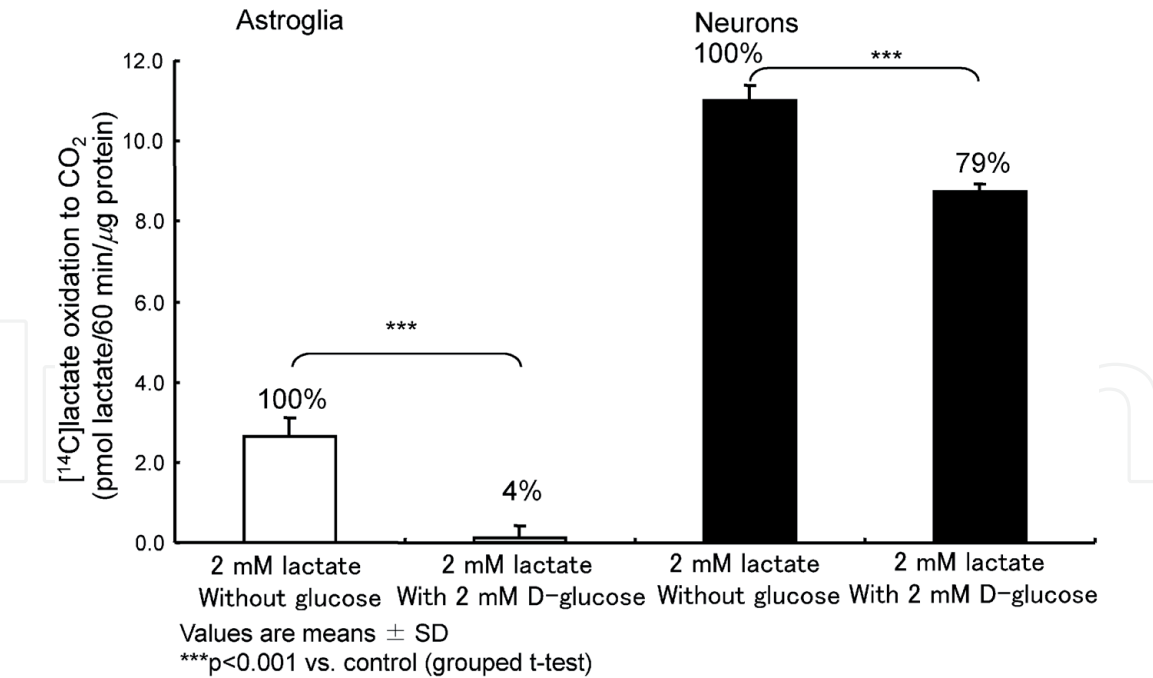 Astroglia
Neurons
100%
***
12.0
10.0
8.0
6.0
4.0
2.0
0.0
[¹⁴C]lactate oxidation to CO₂
(pmol lactate/60 min/μg protein)
79%
***
100%
4%
2 mM lactate
Without glucose
2 mM lactate
With 2 mM D-glucose
2 mM lactate
Without glucose
2 mM lactate
With 2 mM D-glucose
Values are means ± SD
***p<0.001 vs. control (grouped t-test)